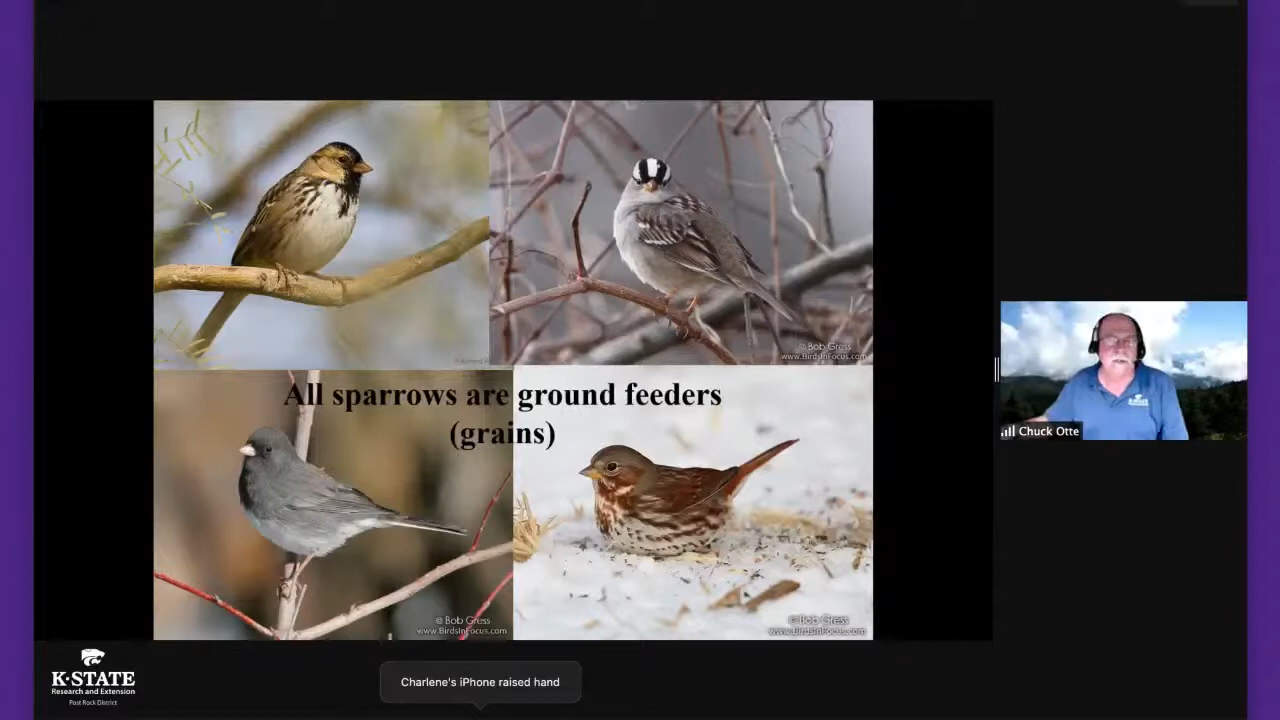 © Bob Gress
www.BirdsInFocus.com
All sparrows are ground feeders
(grains)
© Bob Gress
www.BirdsInFocus.com
© Bob Gress
www.BirdsInFocus.com
Chuck Otte
K-STATE
K-STATE
Research and Extension
Post Rock District
Charlene's iPhone raised hand